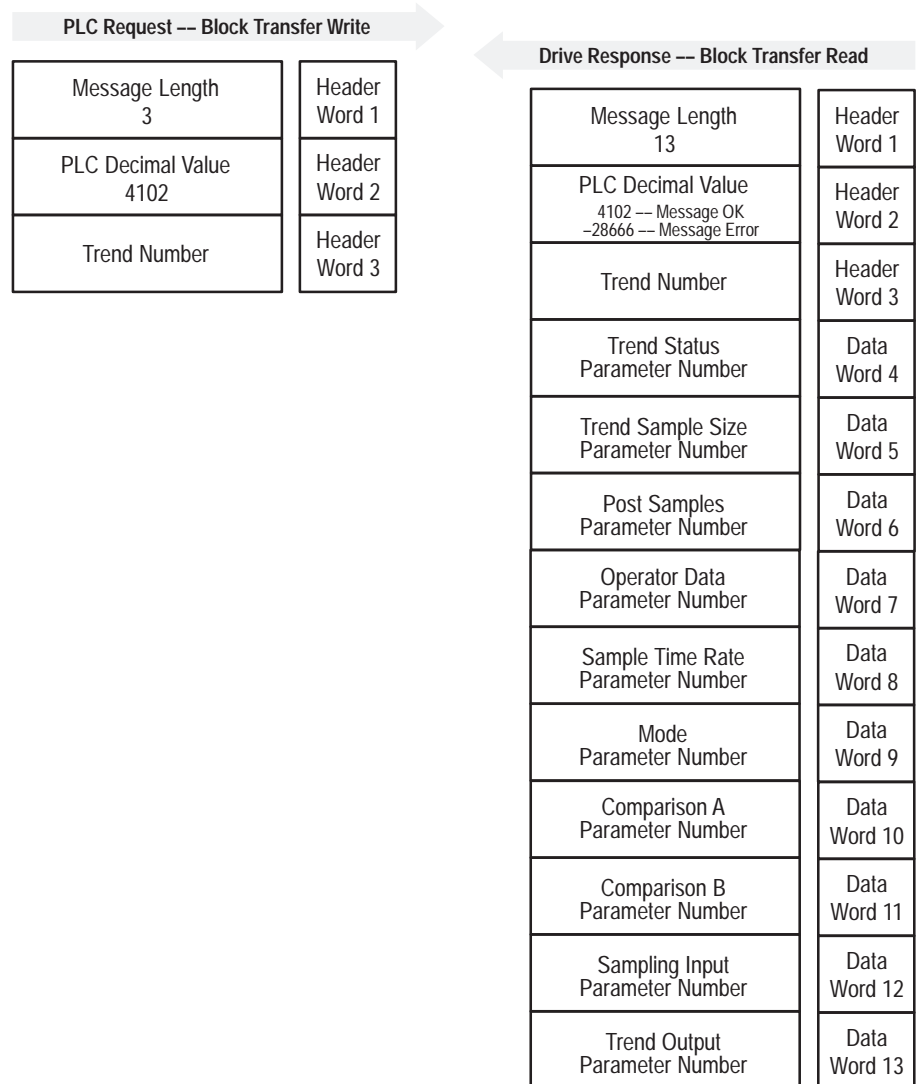 PLC Request –– Block Transfer Write
Message Length
3
Header
Word 1
PLC Decimal Value
4102
Header
Word 2
Trend Number
Header
Word 3
Drive Response –– Block Transfer Read
Message Length
13
Header
Word 1
PLC Decimal Value
4102 –– Message OK
–28666 –– Message Error
Header
Word 2
Trend Number
Header
Word 3
Trend Status
Parameter Number
Data
Word 4
Trend Sample Size
Parameter Number
Data
Word 5
Post Samples
Parameter Number
Data
Word 6
Operator Data
Parameter Number
Data
Word 7
Sample Time Rate
Parameter Number
Data
Word 8
Mode
Parameter Number
Data
Word 9
Comparison A
Parameter Number
Data
Word 10
Comparison B
Parameter Number
Data
Word 11
Sampling Input
Parameter Number
Data
Word 12
Trend Output
Parameter Number
Data
Word 13